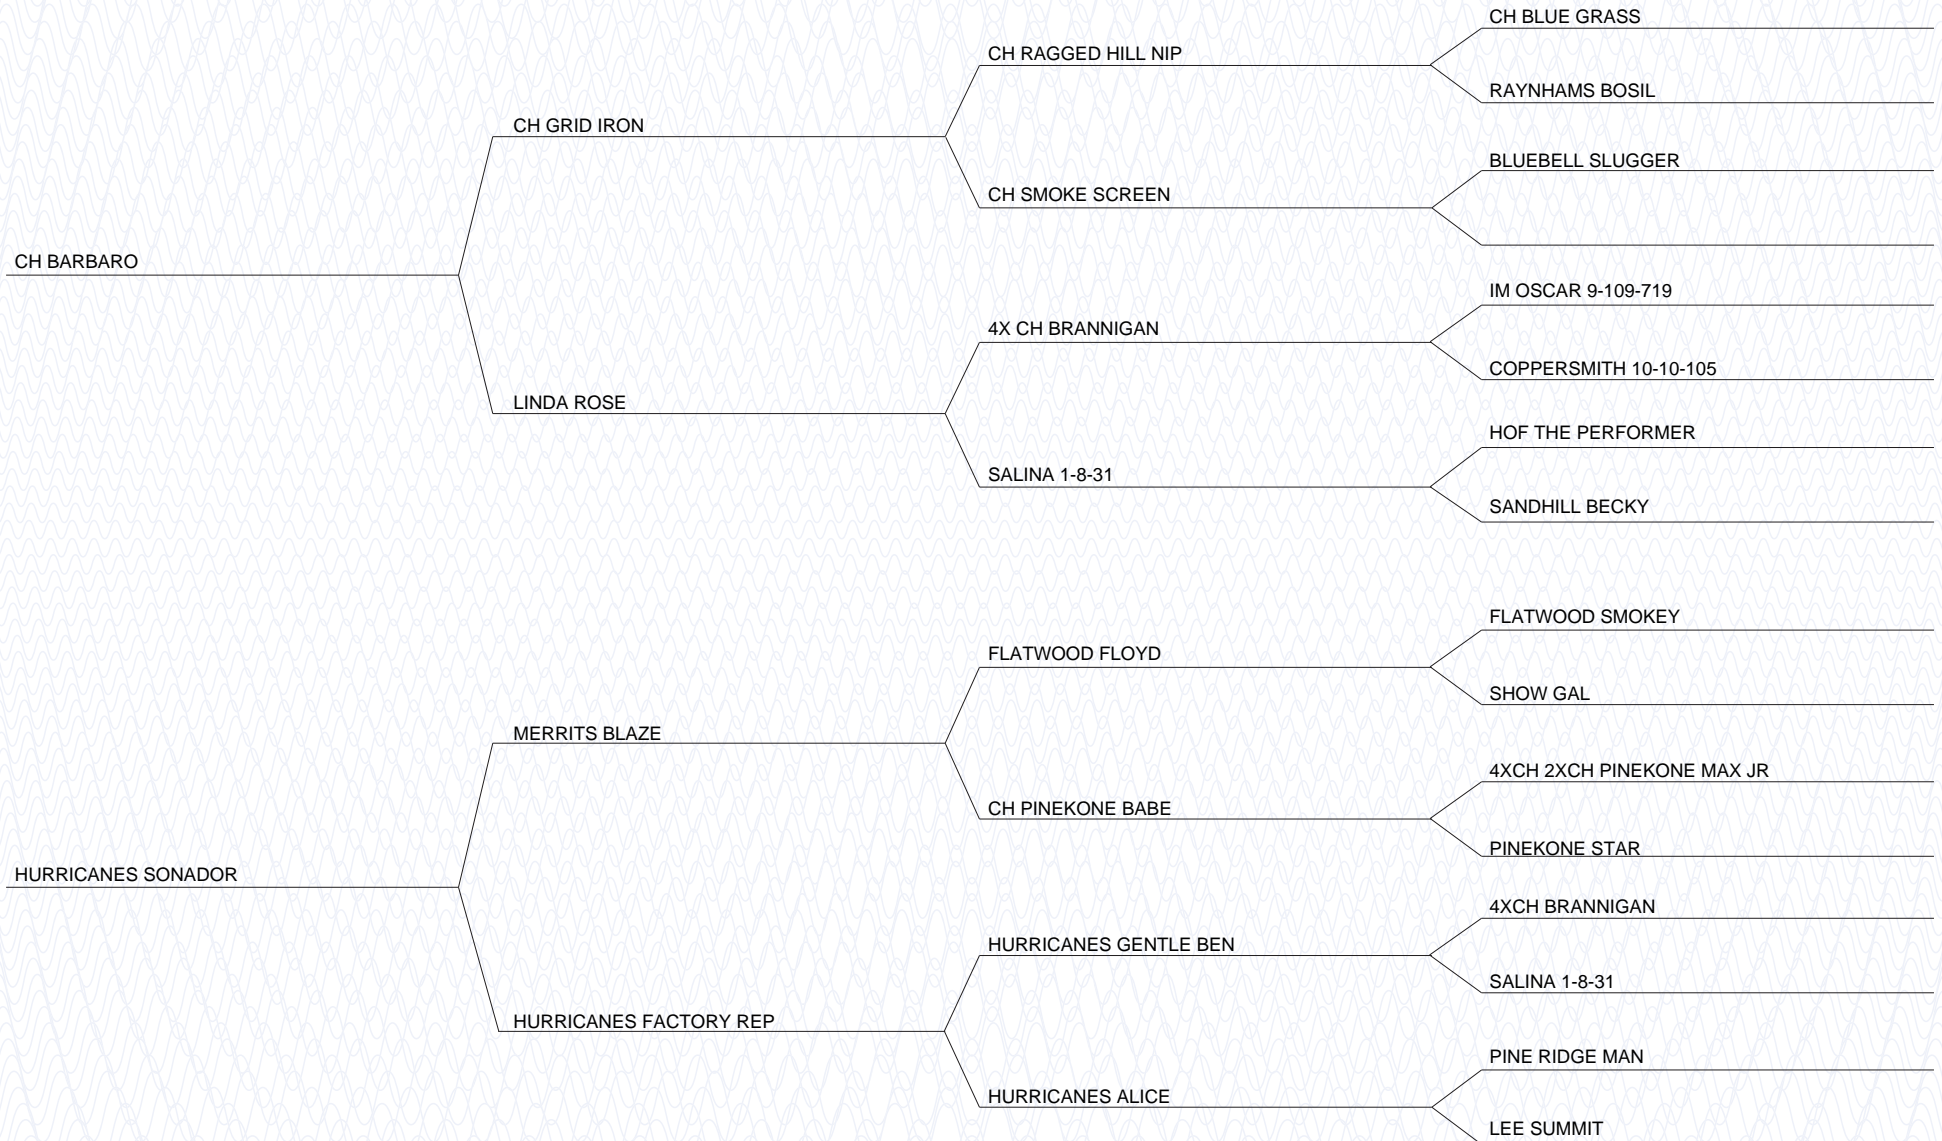 CH BLUE GRASS
CH RAGGED HILL NIP
RAYNHAMS BOSIL
CH GRID IRON
BLUEBELL SLUGGER
CH SMOKE SCREEN
CH BARBARO
IM OSCAR 9-109-719
4X CH BRANNIGAN
COPPERSMITH 10-10-105
LINDA ROSE
HOF THE PERFORMER
SALINA 1-8-31
SANDHILL BECKY
FLATWOOD SMOKEY
FLATWOOD FLOYD
SHOW GAL
MERRITS BLAZE
4XCH 2XCH PINEKONE MAX JR
CH PINEKONE BABE
PINEKONE STAR
HURRICANES SONADOR
4XCH BRANNIGAN
HURRICANES GENTLE BEN
SALINA 1-8-31
HURRICANES FACTORY REP
PINE RIDGE MAN
HURRICANES ALICE
LEE SUMMIT